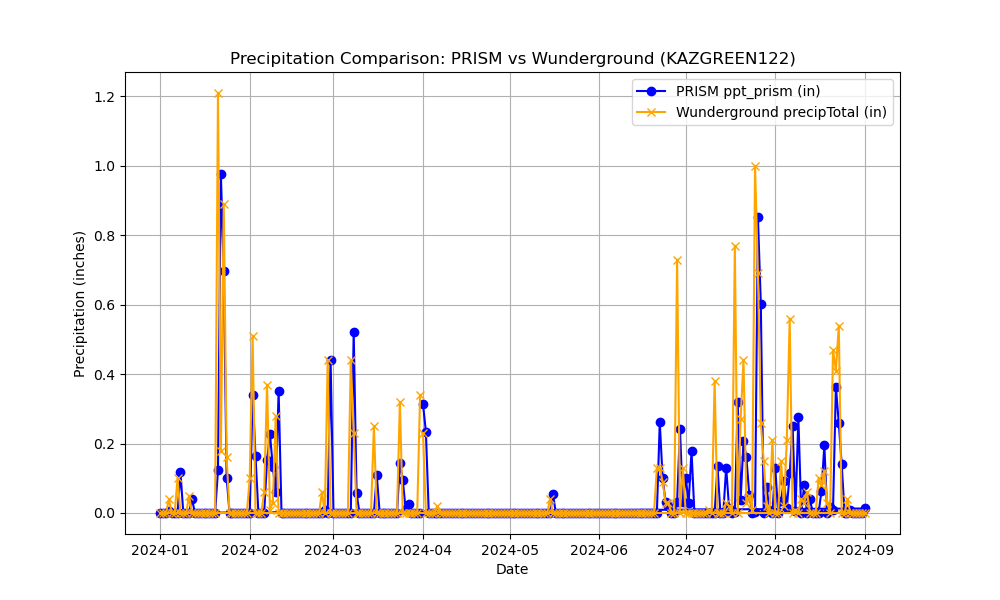 Precipitation Comparison: PRISM vs Wunderground (KAZGREEN122)
PRISM ppt_prism (in)
Wunderground precipTotal (in)
Precipitation (inches)
1.2
1.0
0.8
0.6
0.4
0.2
0.0
2024-01 2024-02 2024-03 2024-04 2024-05 2024-06 2024-07 2024-08 2024-09
Date